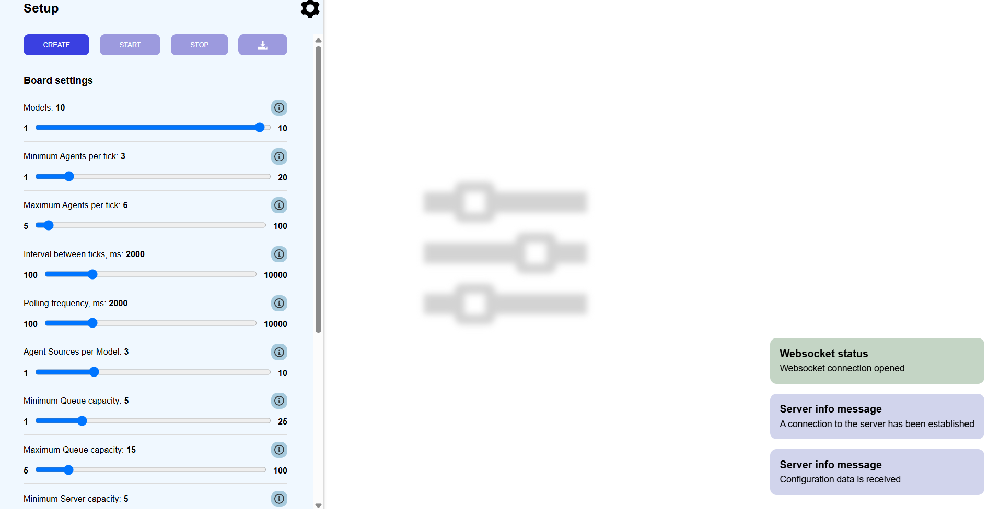 Setup
CREATE START STOP
Board settings
Models: 10
1 10
Minimum Agents per tick: 3
1 20
Maximum Agents per tick: 6
5 100
Interval between ticks, ms: 2000
100 10000
Polling frequency, ms: 2000
100 10000
Agent Sources per Model: 3
1 10
Minimum Queue capacity: 5
1 25
Maximum Queue capacity: 15
5 100
Minimum Server capacity: 5
Websocket status
Websocket connection opened
Server info message
A connection to the server has been established
Server info message
Configuration data is received